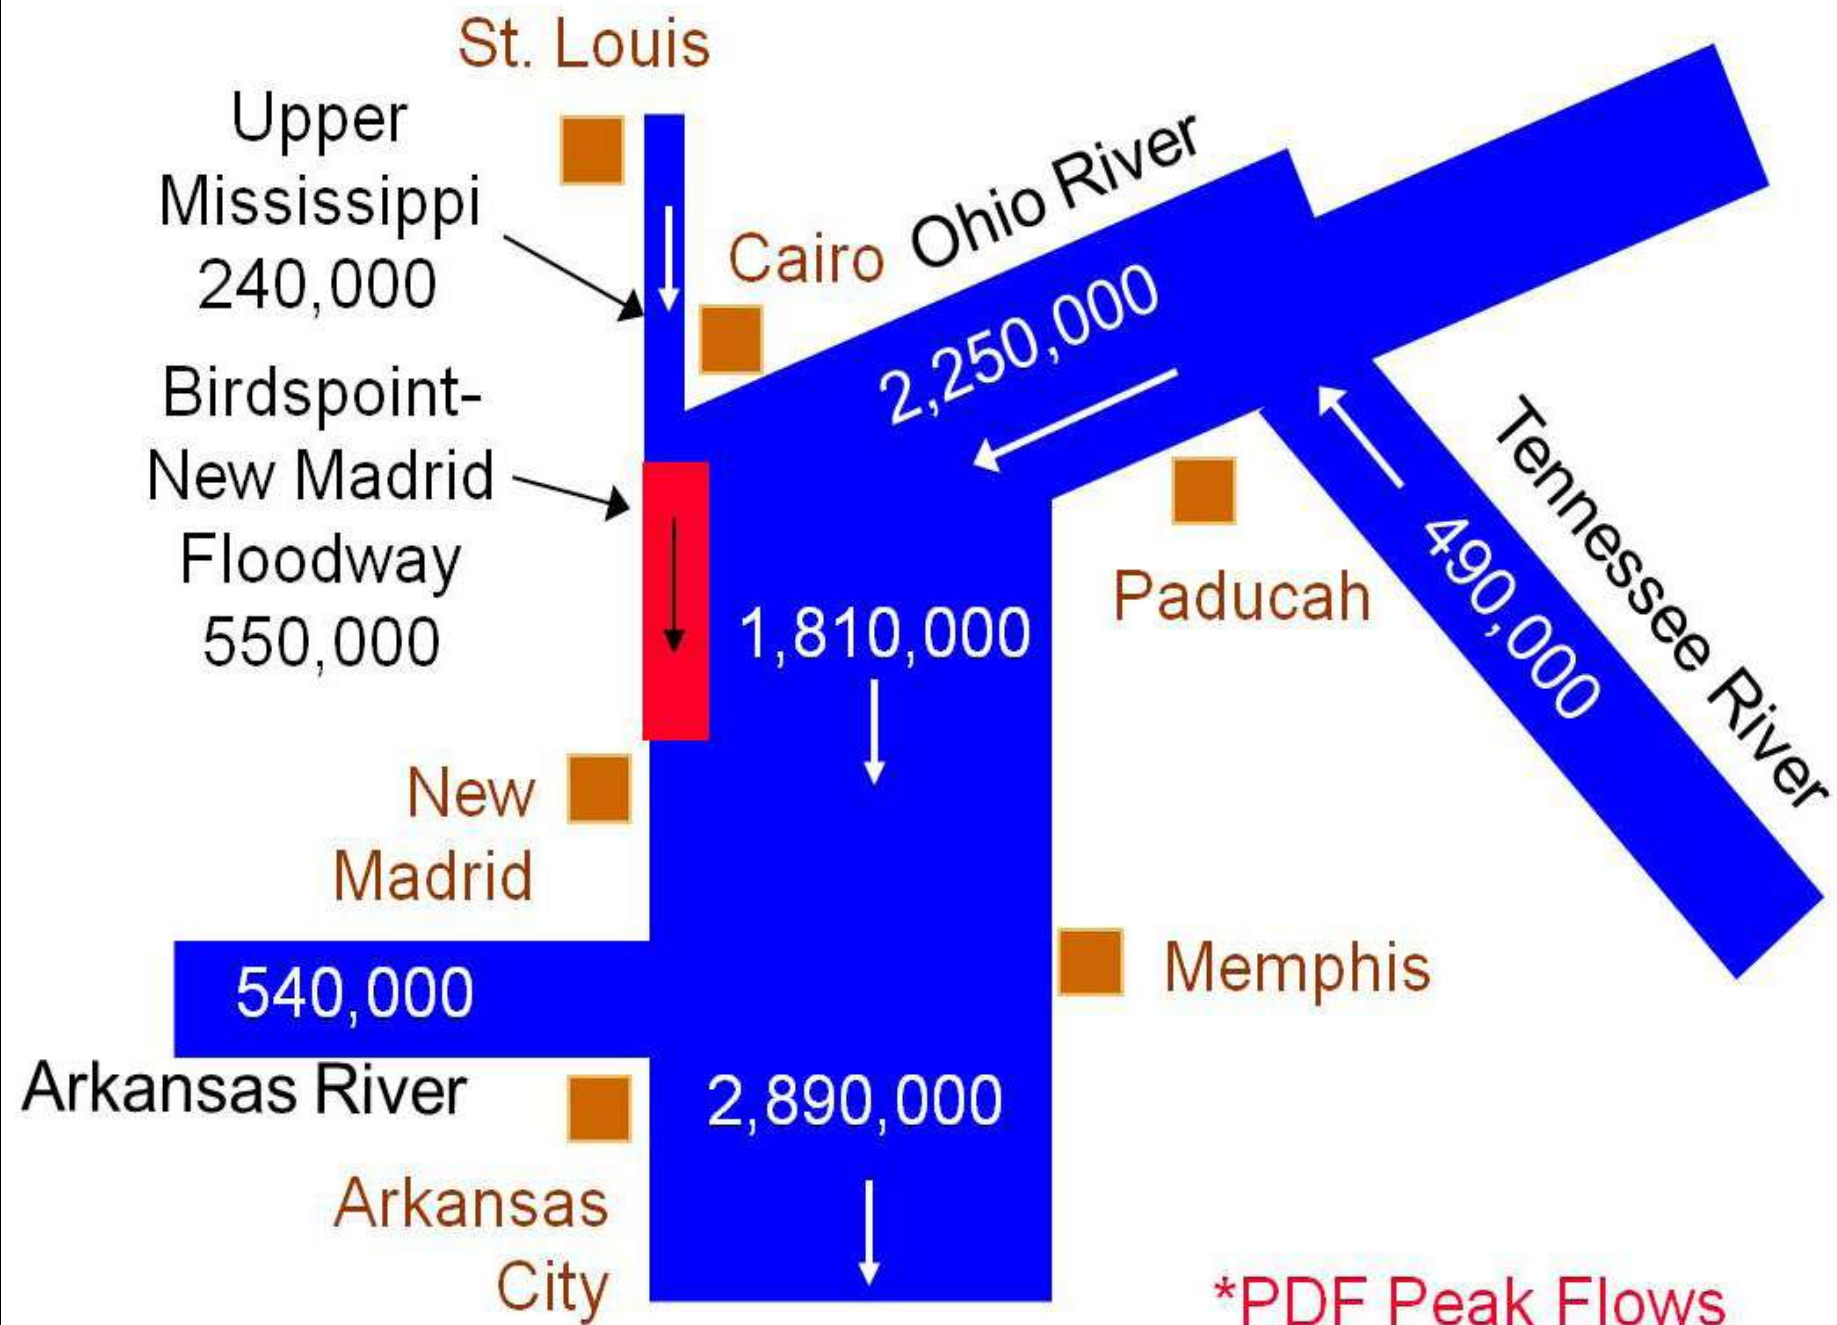 St. Louis
Upper
Mississippi
240,000
Cairo
Ohio River
2,250,000
Birdspoint-
New Madrid
Floodway
550,000
1,810,000
Paducah
Tennessee River
490,000
New
Madrid
Memphis
540,000
Arkansas River
2,890,000
Arkansas
City
*PDF Peak Flows